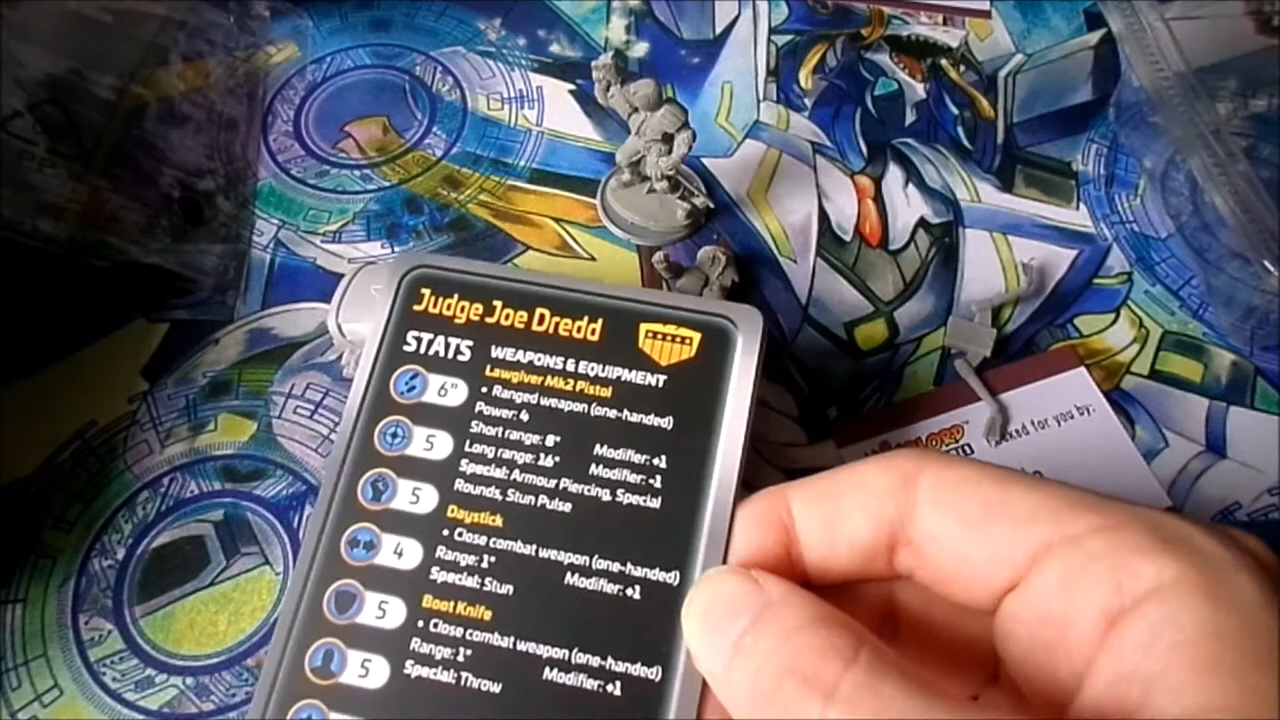 Judge Joe Dredd
STATS
WEAPONS & EQUIPMENT
Lawgiver Mk2 Pistol
• Ranged weapon (one-handed)
Power: 4
Short range: 8" Modifier: +1
Long range: 16" Modifier: -1
Special: Armour Piercing, Special
Rounds, Stun Pulse
Daystick
• Close combat weapon (one-handed)
Range: 1" Modifier: +1
Special: Stun
Boot Knife
• Close combat weapon (one-handed)
Range: 1" Modifier: +1
Special: Throw
6"
5
5
4
5
5
WARLORD
for you by: